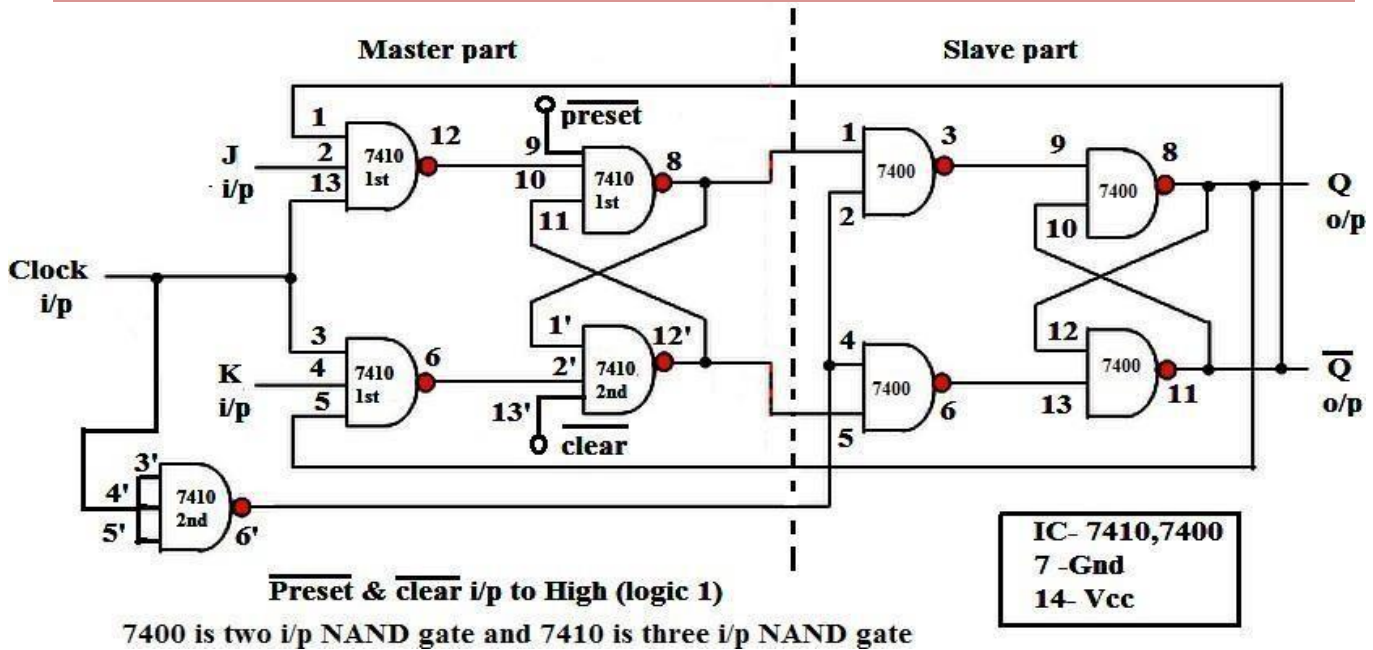 Master part
Slave part
preset
1
12
J
i/p
2
13
7410
1st
9
10
11
7410
1st
8
1
2
7400
3
9
10
7400
8
Q
o/p
Clock
i/p
3
K
i/p
4
5
7410
1st
6
1'
2'
13'
7410
2nd
12'
clear
4
5
7400
6
12
13
7400
11
Q
o/p
3'
4'
5'
7410
2nd
6'
IC- 7410,7400
7 -Gnd
14- Vcc
Preset & clear i/p to High (logic 1)
7400 is two i/p NAND gate and 7410 is three i/p NAND gate